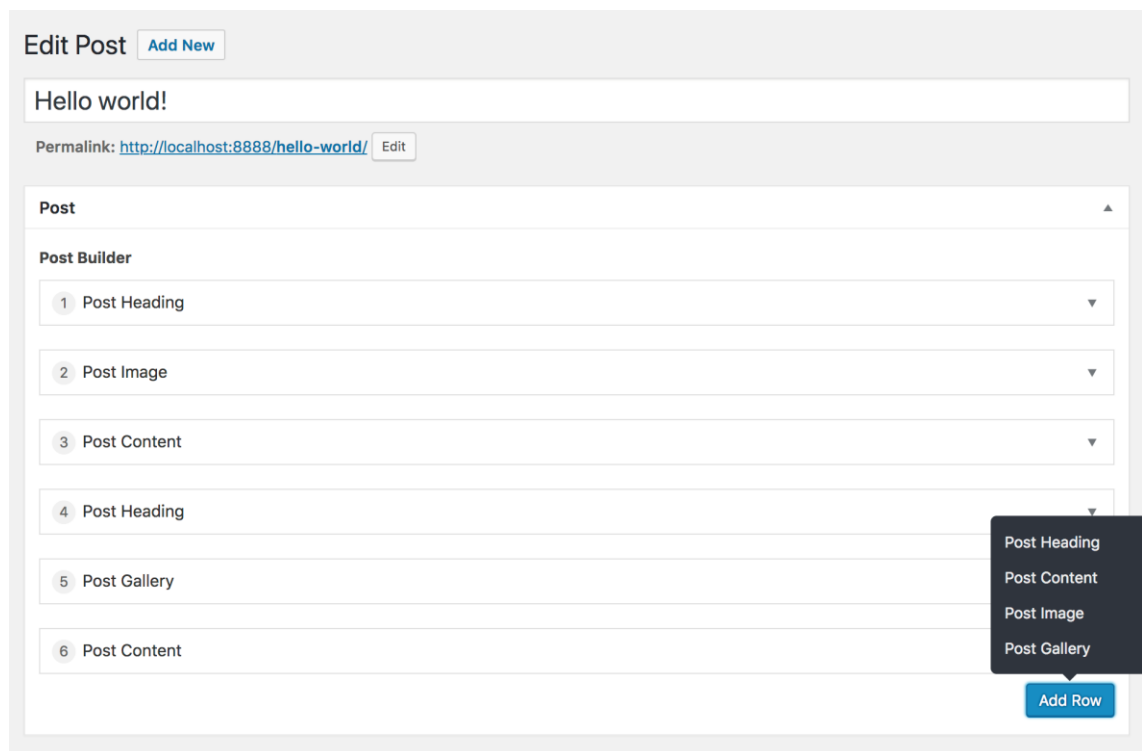 Edit Post Add New
Hello world!
Permalink: http://localhost:8888/hello-world/ Edit
Post
Post Builder
1 Post Heading
2 Post Image
3 Post Content
4 Post Heading
5 Post Gallery
6 Post Content
Post Heading
Post Content
Post Image
Post Gallery
Add Row